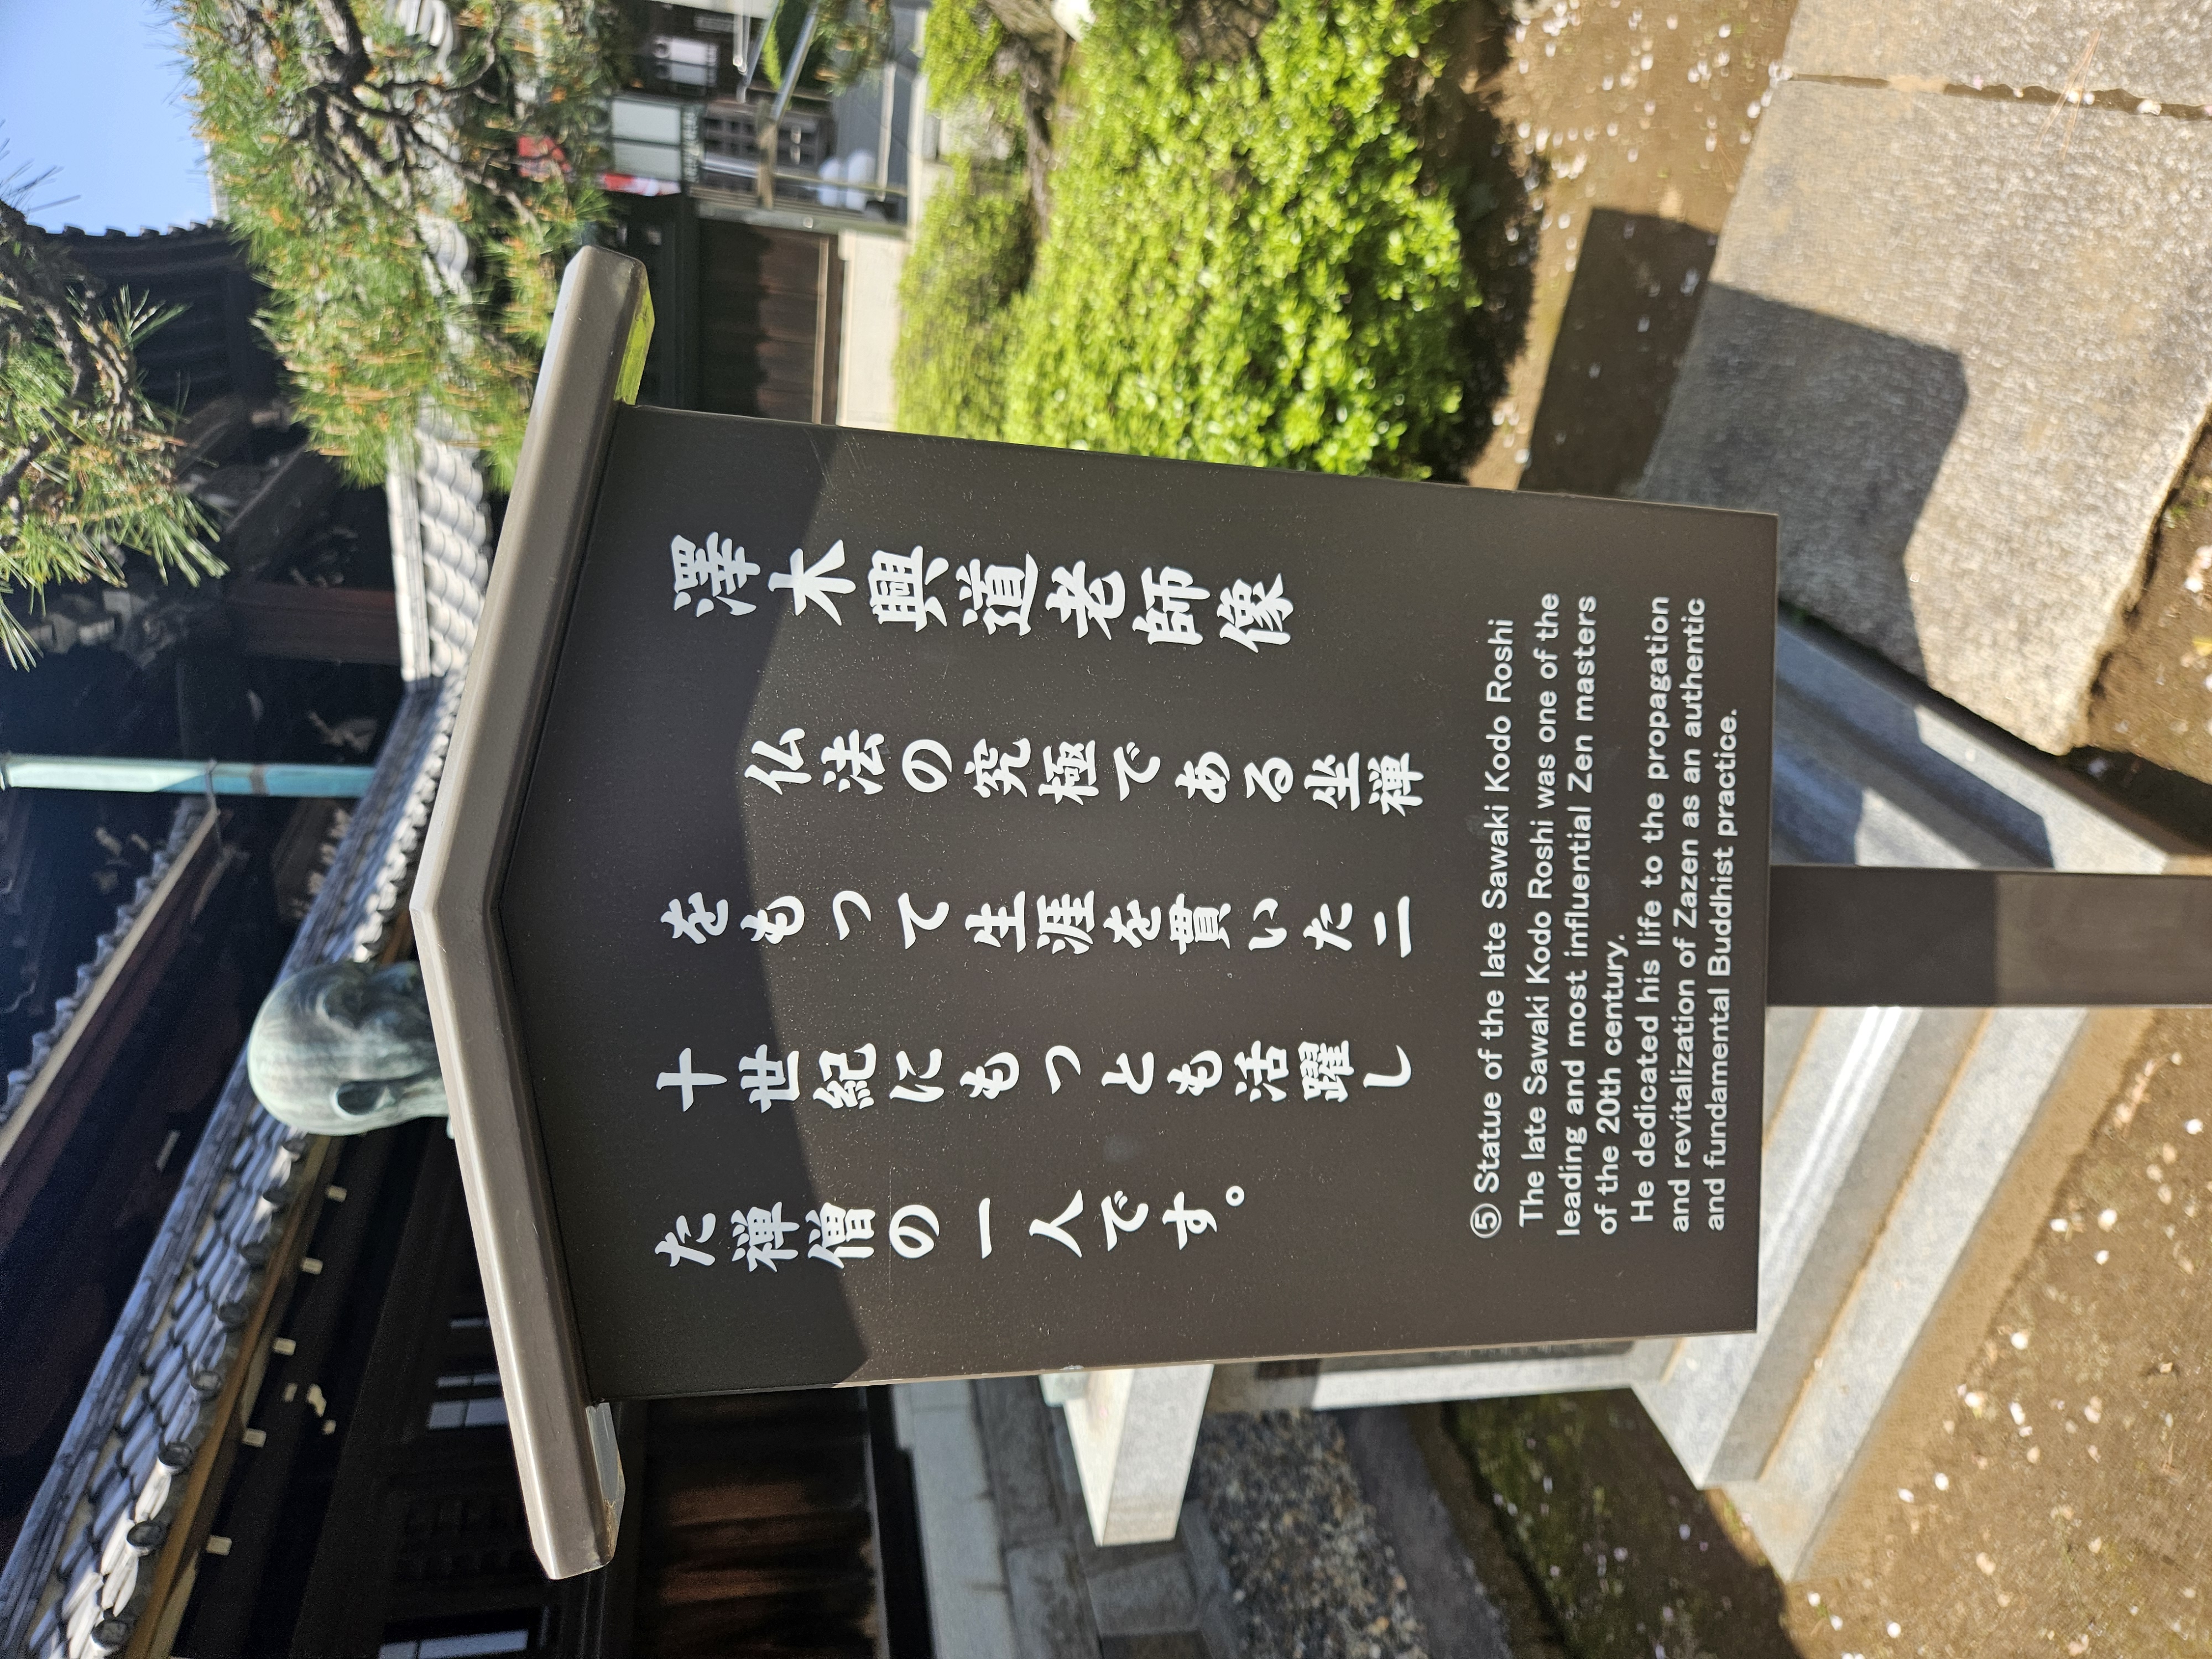 澤木興道老師像
仏法の究極である坐禅
をもって生涯を貫いた二
十世紀にもっとも活躍し
た禅僧の一人です。
⑤ Statue of the late Sawaki Kodo Roshi
The late Sawaki Kodo Roshi was one of the
leading and most influential Zen masters
of the 20th century.
He dedicated his life to the propagation
and revitalization of Zazen as an authentic
and fundamental Buddhist practice.